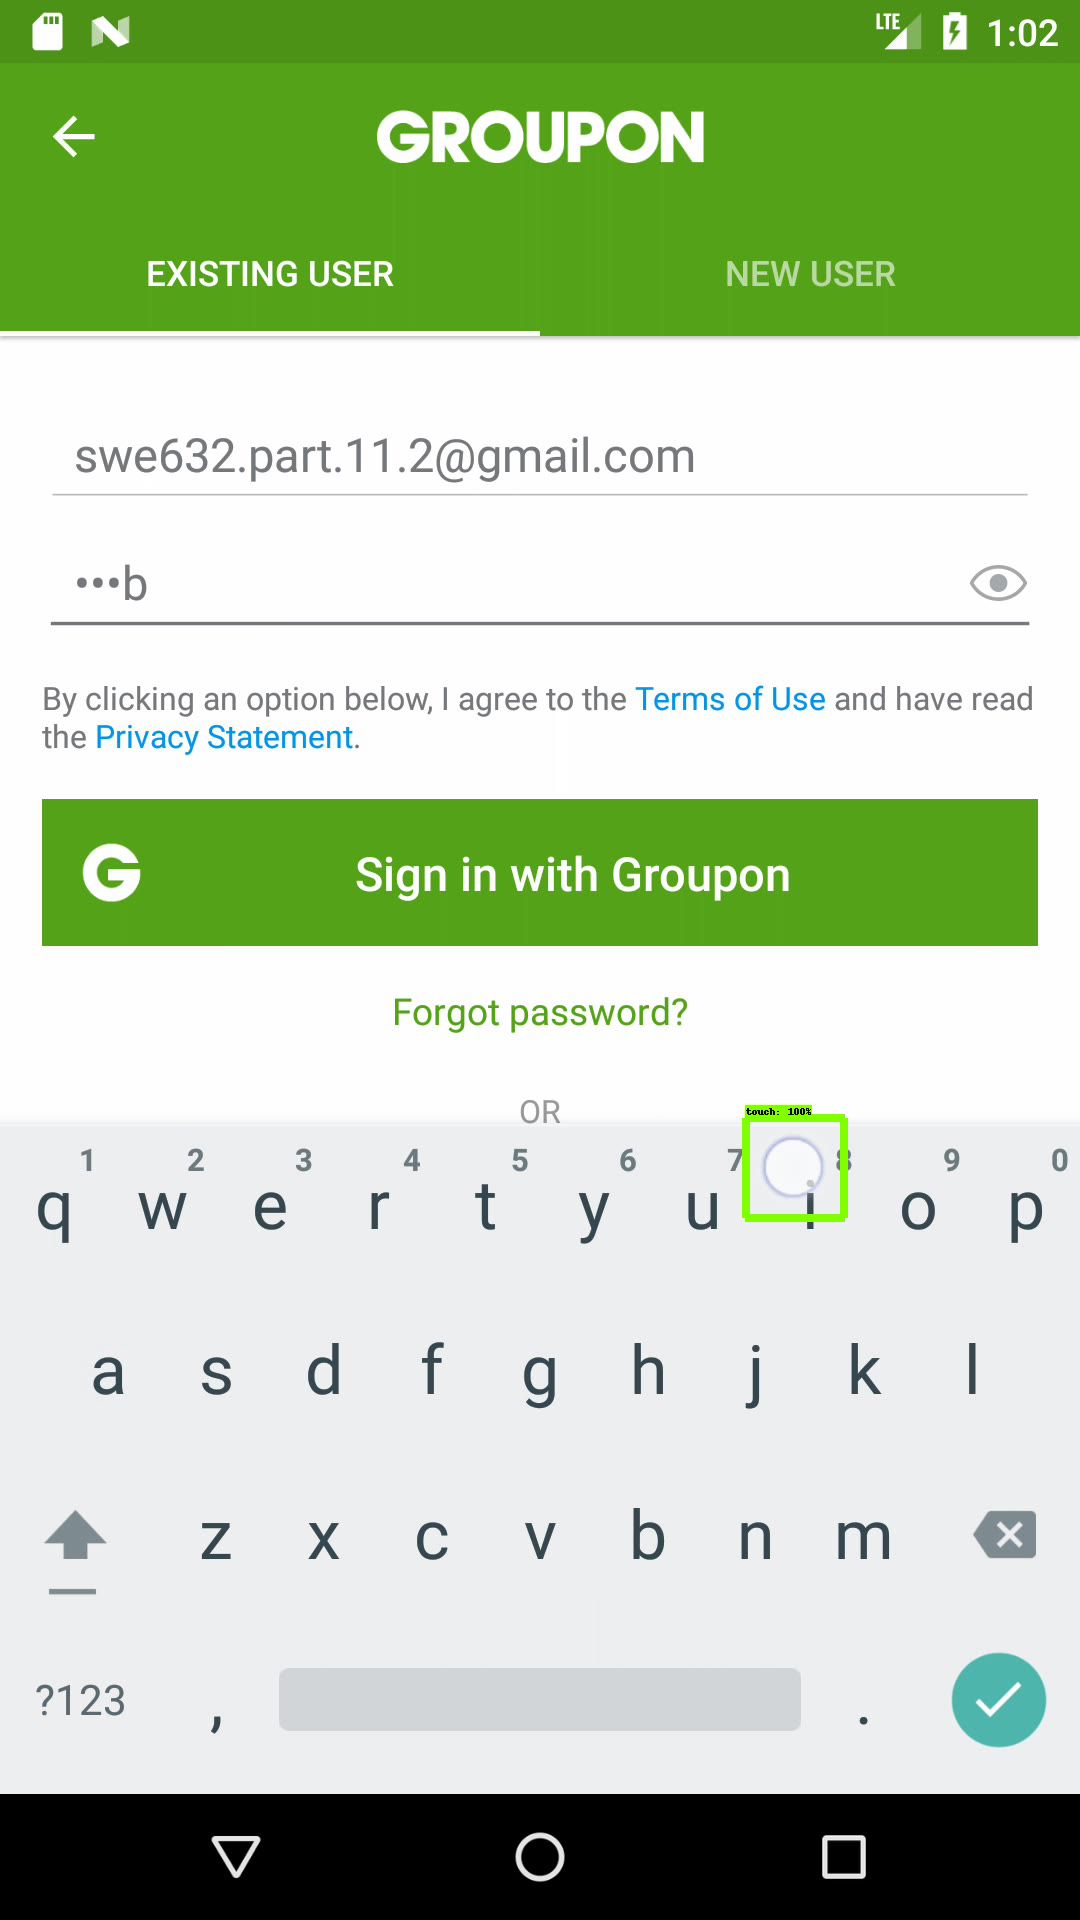 LTE 1:02
GROUPON
EXISTING USER NEW USER
swe632.part.11.2@gmail.com
•••b
By clicking an option below, I agree to the Terms of Use and have read
the Privacy Statement.
G Sign in with Groupon
Forgot password?
OR
touch: 100%
1 2 3 4 5 6 7 8 9 0
q w e r t y u i o p
a s d f g h j k l
z x c v b n m
?123 , .